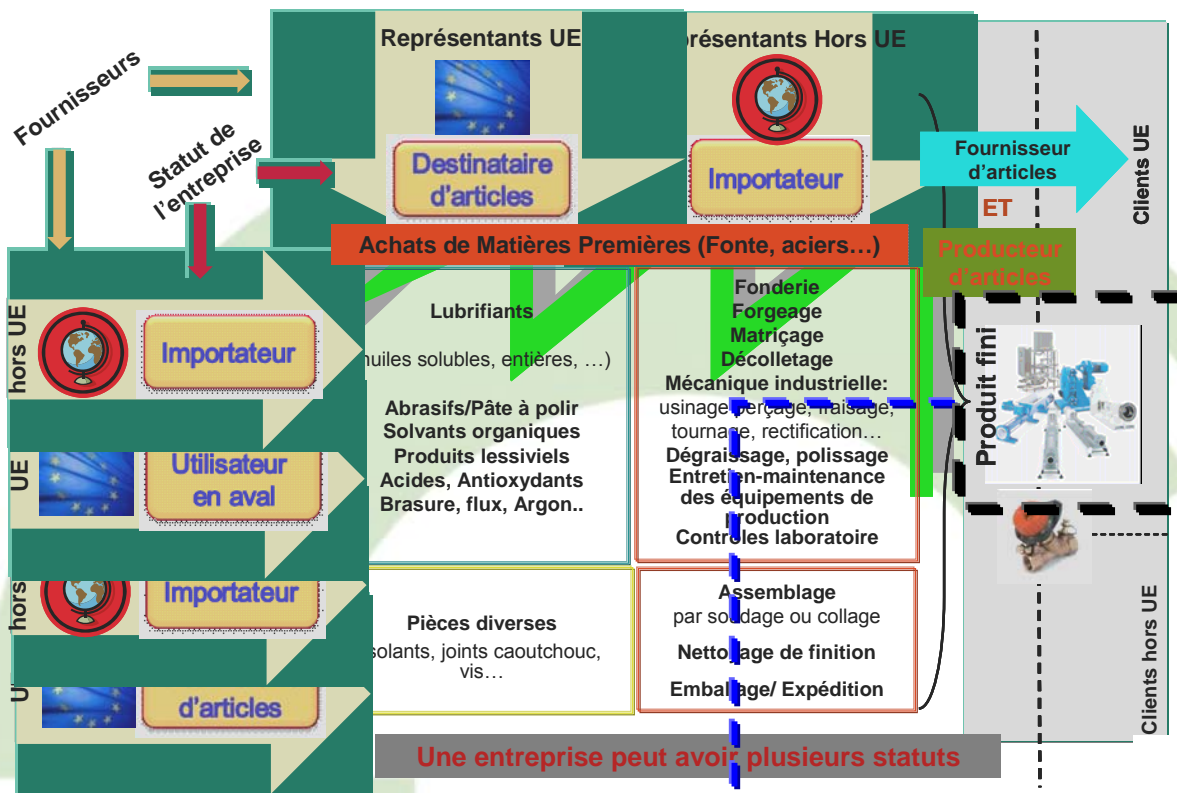 Représentants UE
présentants Hors UE
Fournisseurs
Statut de
l'entreprise
Destinataire
d'articles
Importateur
Fournisseur
d'articles
ET
Producteur
d'articles
Clients UE
Achats de Matières Premières (Fonte, aciers…)
hors UE
Importateur
UE
Utilisateur
en aval
hors
Importateur
U
d'articles
Lubrifiants
huiles solubles, entières, …)
Abrasifs/Pâte à polir
Solvants organiques
Produits lessiviels
Acides, Antioxydants
Brasure, flux, Argon..
Fonderie
Forgeage
Matriçage
Décolletage
Mécanique industrielle:
usinage perçage, fraisage,
tournage, rectification…
Dégraissage, polissage
Entretien-maintenance
des équipements de
production
Contrôles laboratoire
Pièces diverses
solants, joints caoutchouc,
vis…
Assemblage
par soudage ou collage
Nettoyage de finition
Emballage/ Expédition
Produit fini
Clients hors UE
Une entreprise peut avoir plusieurs statuts